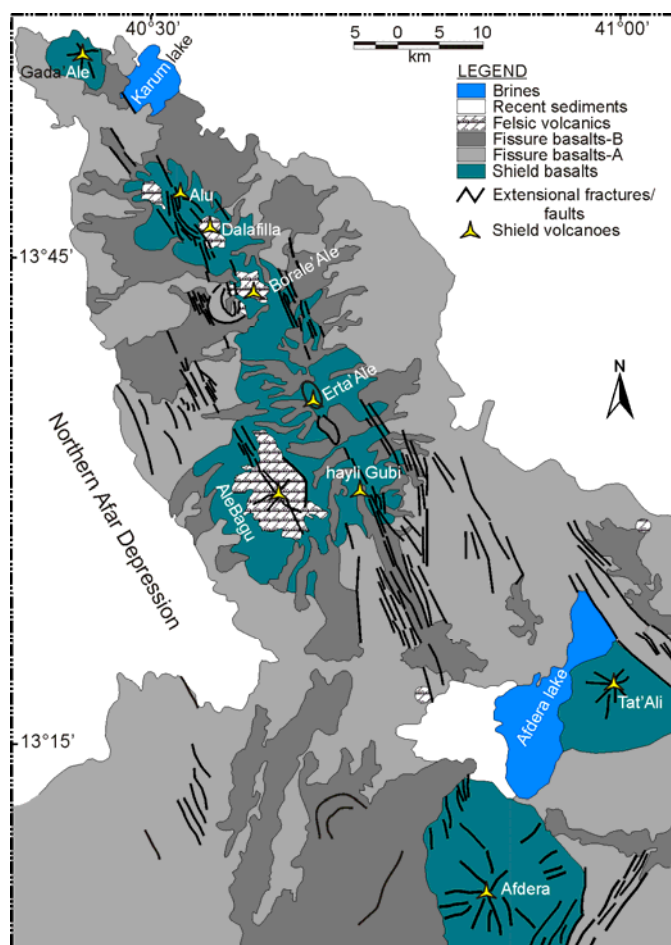 40°30'
41°00'
5 0 5 10
km
Gada'Ale
Karum lake
LEGEND
Brines
Recent sediments
Felsic volcanics
Fissure basalts-B
Fissure basalts-A
Shield basalts
Extensional fractures/
faults
Shield volcanoes
Alu
Dalafilla
13°45'
Borale'Ale
N
Erta'Ale
hayli Gubi
AleBagu
Northern Afar Depression
Afdera lake
Tat'Ali
13°15'
Afdera